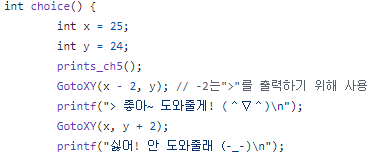 int choice() {
int x = 25;
int y = 24;
prints_ch5();
GotoXY(x - 2, y); // -2는">"를 출력하기 위해 사용
printf("> 좋아~ 도와줄게! (^▽^)\n");
GotoXY(x, y + 2);
printf("싫어! 안 도와줄래 (-_-)\n");